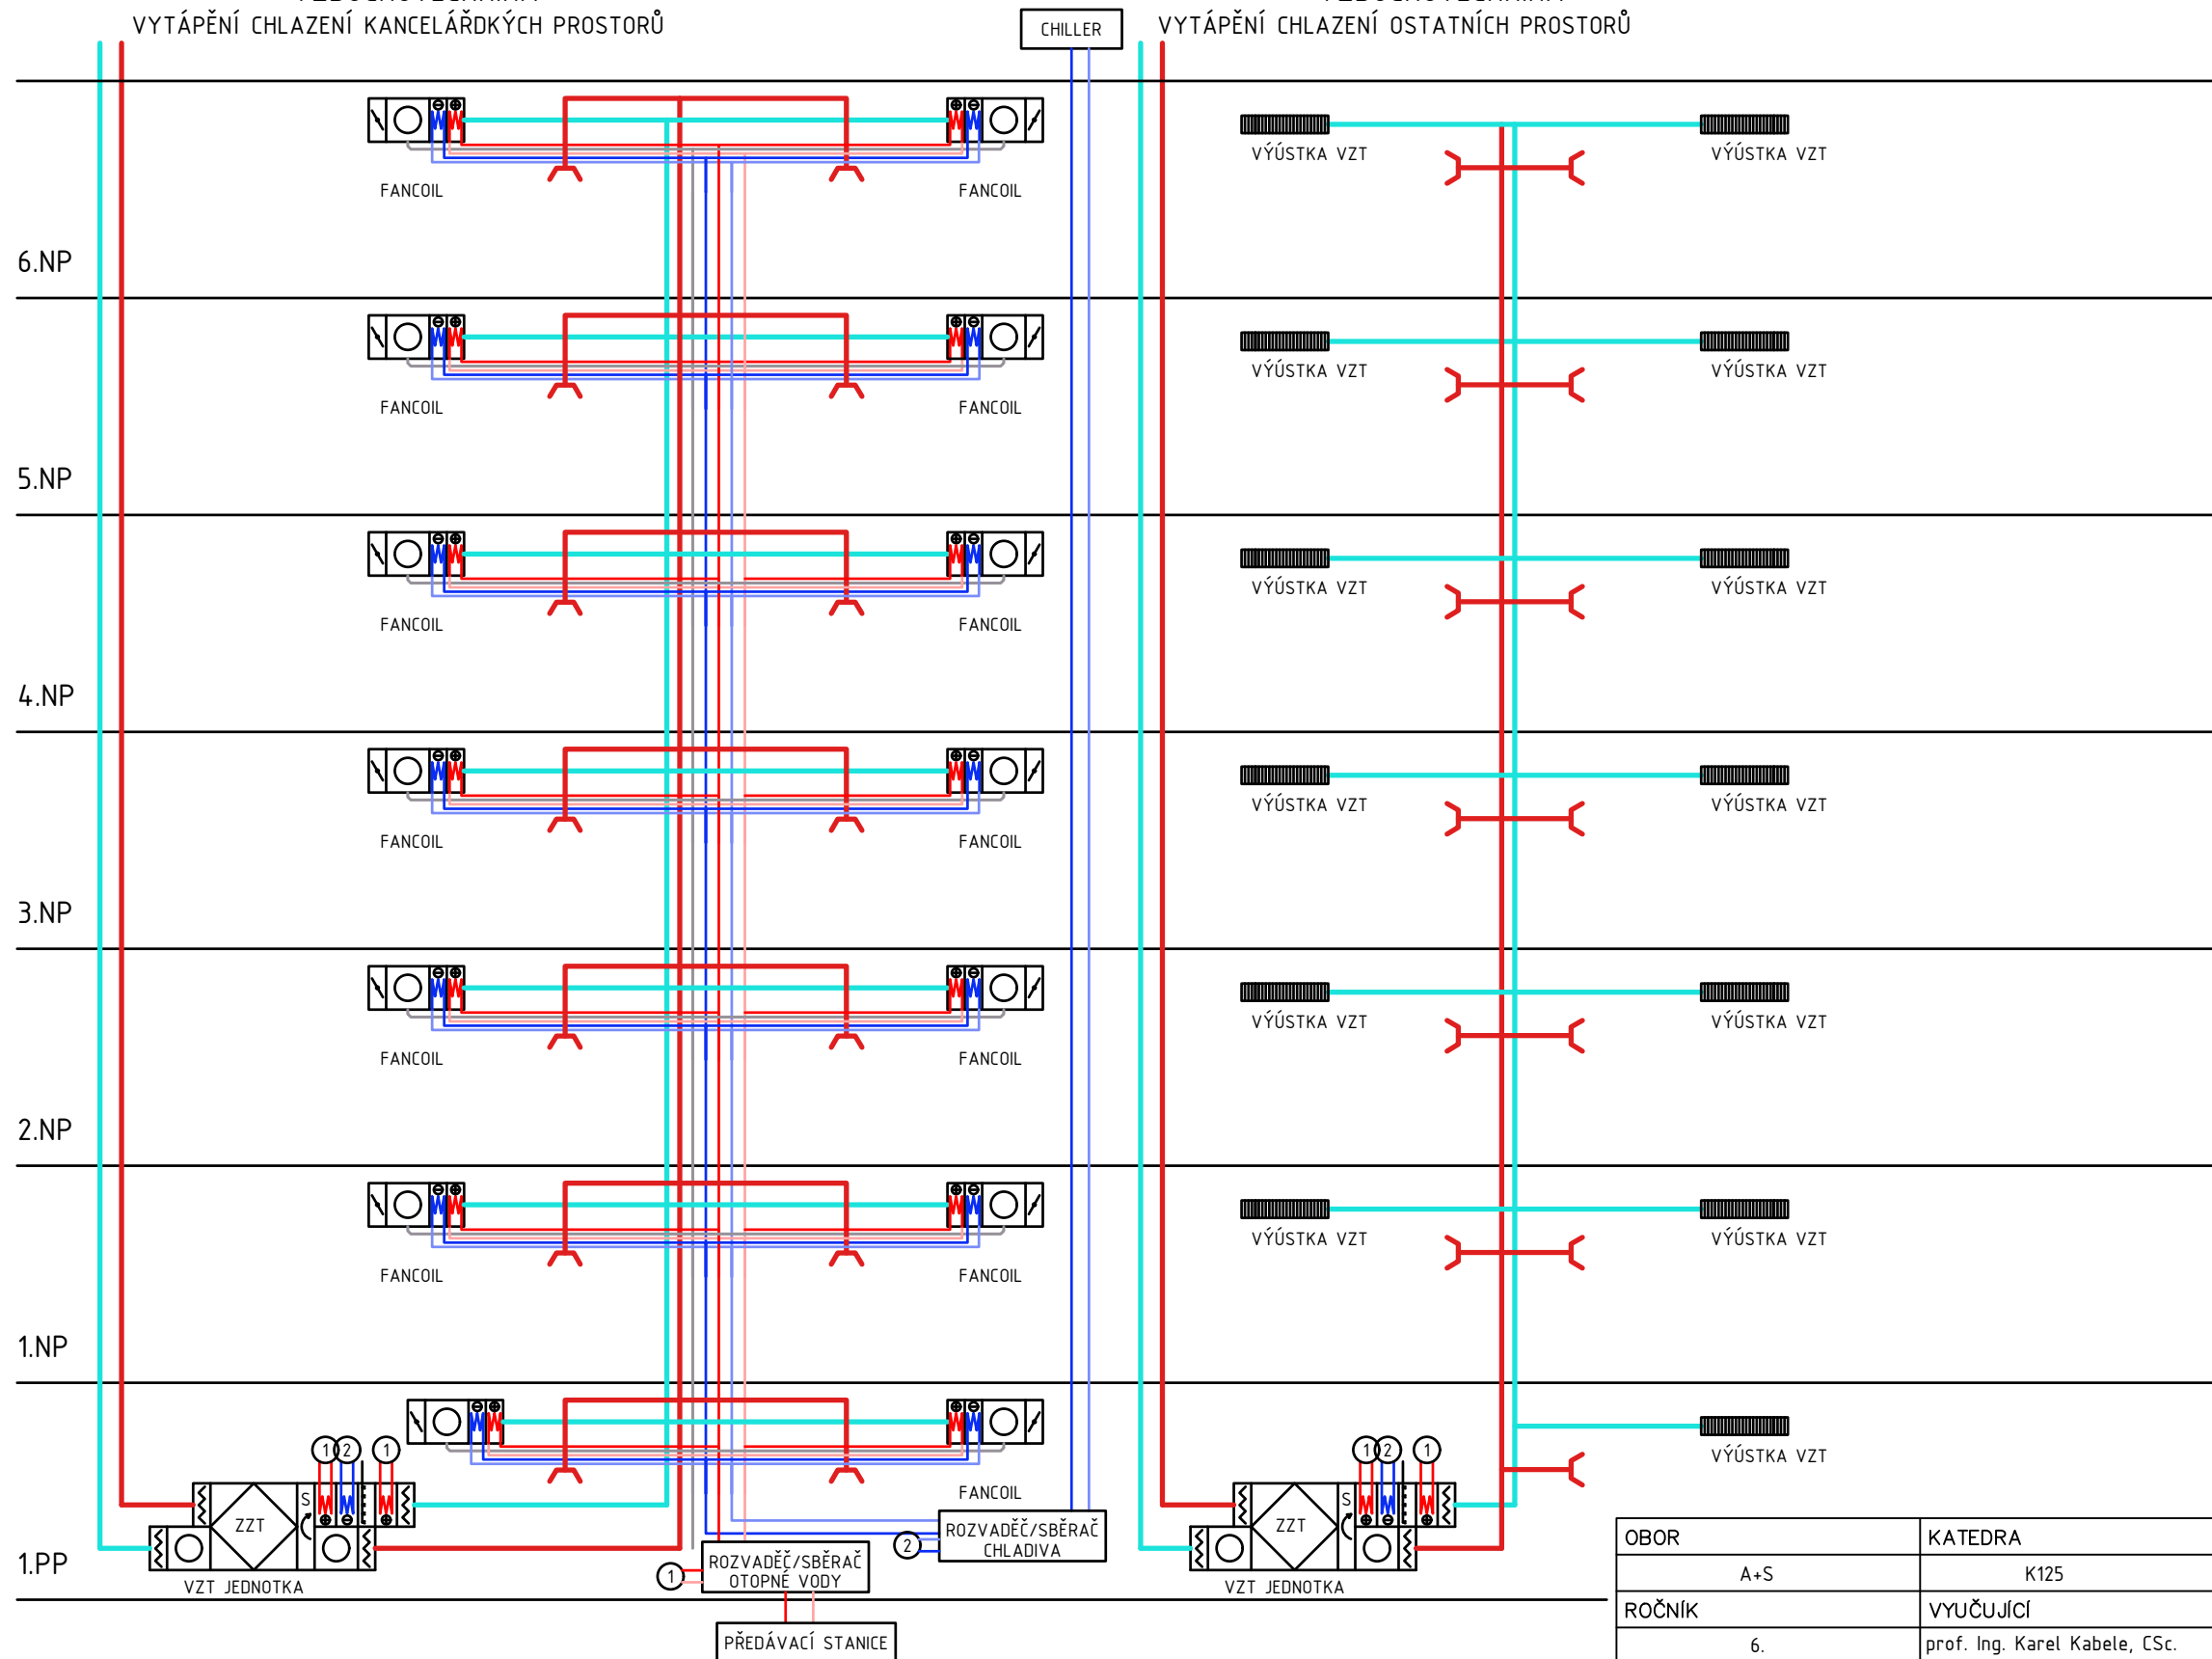 VYTÁPĚNÍ CHLAZENÍ KANCELÁŘDKÝCH PROSTORŮ
CHILLER
VYTÁPĚNÍ CHLAZENÍ OSTATNÍCH PROSTORŮ
VÝÚSTKA VZT
VÝÚSTKA VZT
FANCOIL
FANCOIL
6.NP
VÝÚSTKA VZT
VÝÚSTKA VZT
FANCOIL
FANCOIL
5.NP
VÝÚSTKA VZT
VÝÚSTKA VZT
FANCOIL
FANCOIL
4.NP
VÝÚSTKA VZT
VÝÚSTKA VZT
FANCOIL
FANCOIL
3.NP
VÝÚSTKA VZT
VÝÚSTKA VZT
FANCOIL
FANCOIL
2.NP
VÝÚSTKA VZT
VÝÚSTKA VZT
FANCOIL
FANCOIL
1.NP
1 2 1
1 2 1
VÝÚSTKA VZT
FANCOIL
S
S
ZZT
ZZT
ROZVADĚČ/SBĚRAČ
CHLADIVA
2
ROZVADĚČ/SBĚRAČ
OTOPNÉ VODY
1
1.PP
VZT JEDNOTKA
VZT JEDNOTKA
PŘEDÁVACÍ STANICE
OBOR
KATEDRA
A+S
K125
ROČNÍK
VYUČUJÍCÍ
6.
prof. Ing. Karel Kabele, CSc.